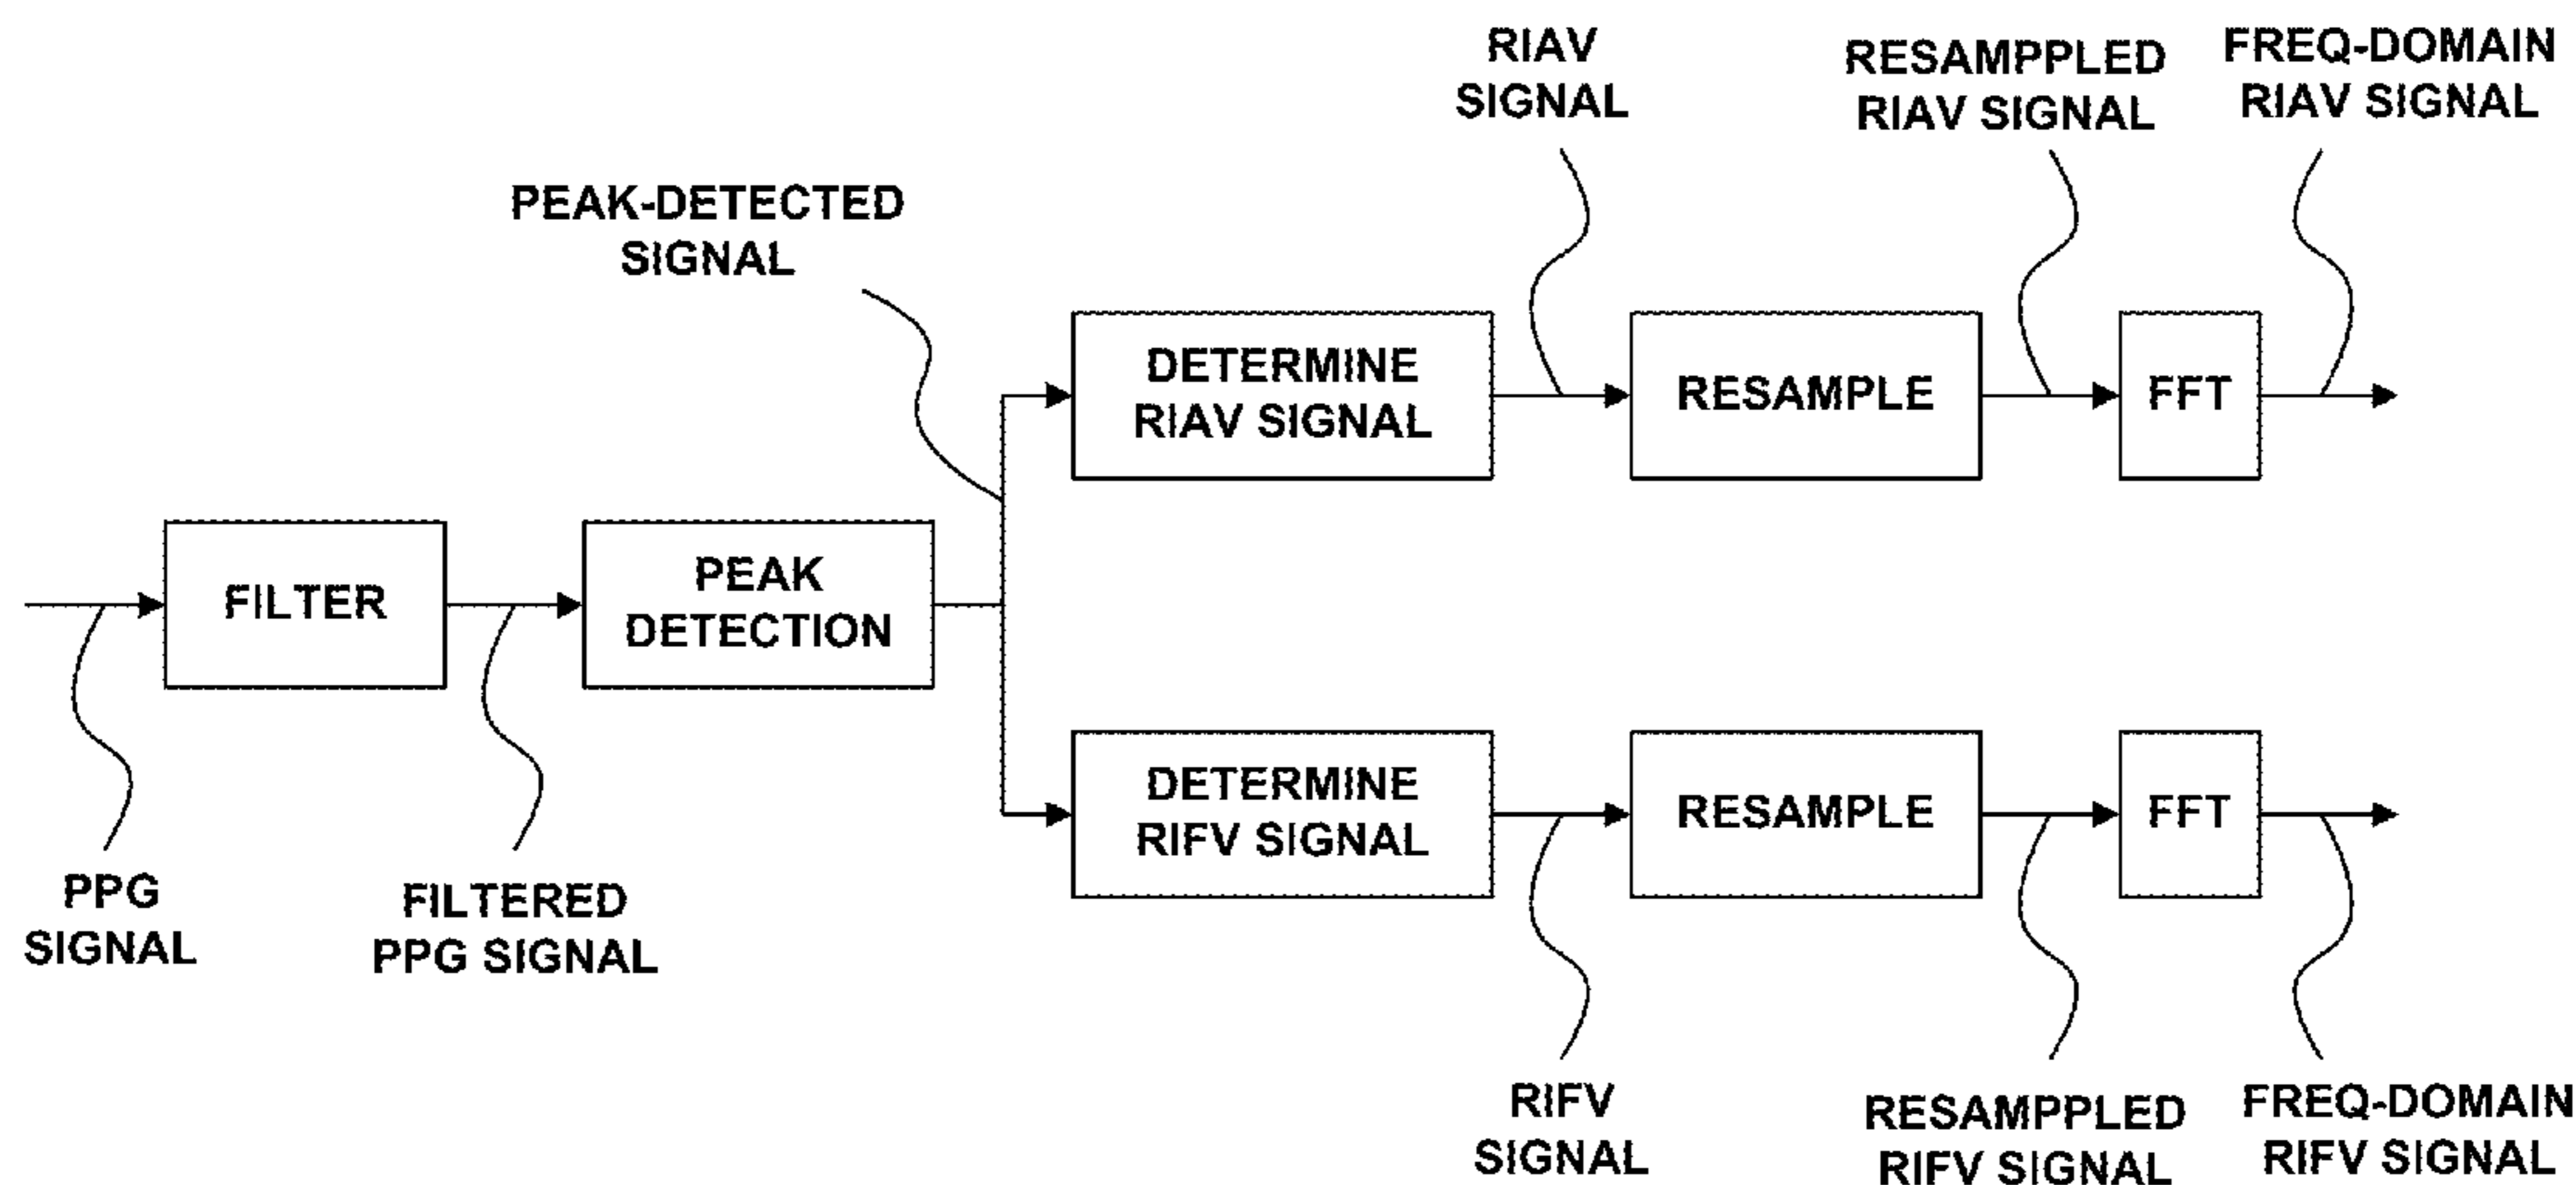 RIAV
SIGNAL
RESAMPPLED
RIAV SIGNAL
FREQ-DOMAIN
RIAV SIGNAL
PEAK-DETECTED
SIGNAL
DETERMINE
RIAV SIGNAL
RESAMPLE
FFT
FILTER
PEAK
DETECTION
DETERMINE
RIFV SIGNAL
RESAMPLE
FFT
PPG
SIGNAL
FILTERED
PPG SIGNAL
RIFV
SIGNAL
RESAMPPLED
RIFV SIGNAL
FREQ-DOMAIN
RIFV SIGNAL